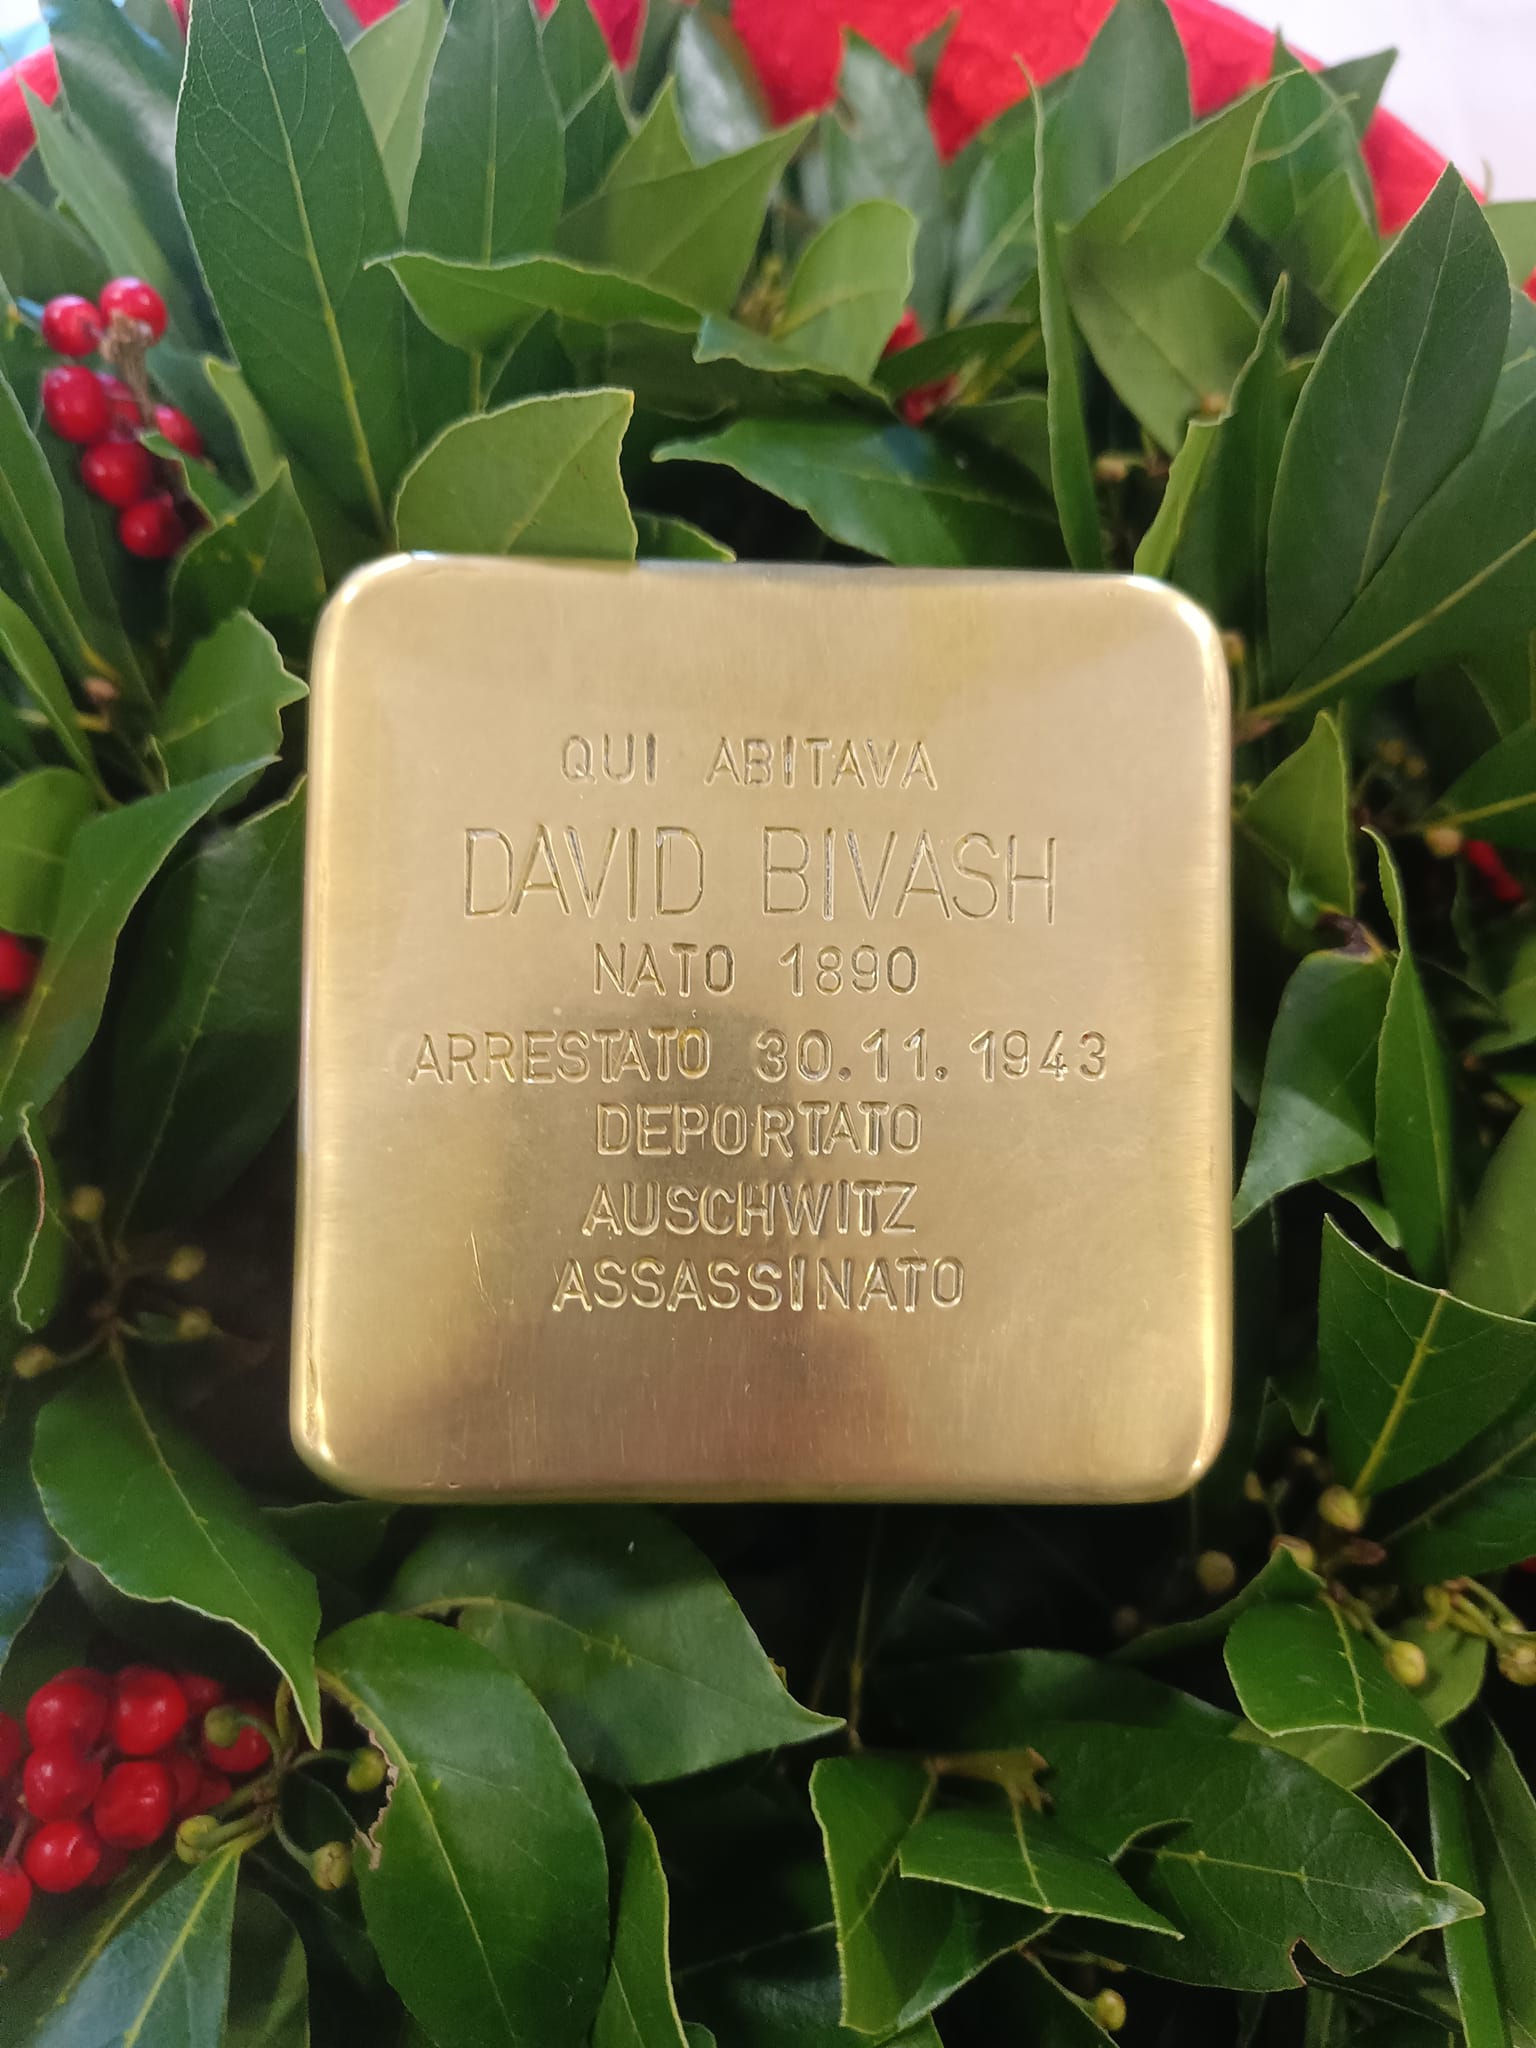 QUI ABITAVA
DAVID BIVASH
NATO 1890
ARRESTATO 30.11.1943
DEPORTATO
AUSCHWITZ
ASSASSINATO